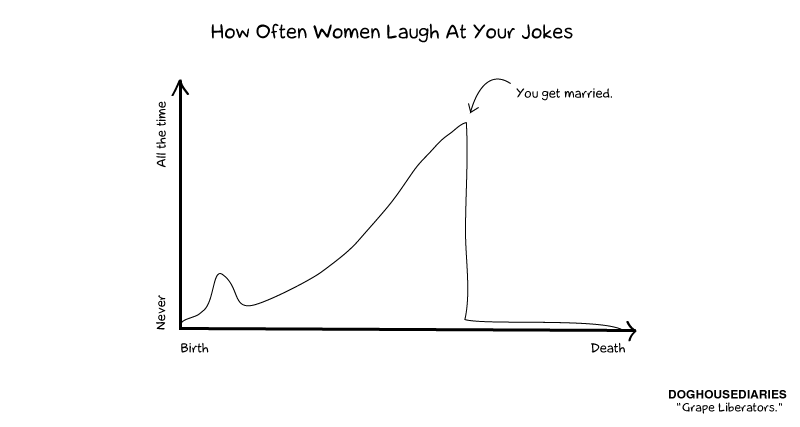 How Often Women Laugh At Your Jokes
All the time
You get married.
Never
Birth
Death
DOGHOUSEDIARIES
"Grape Liberators."